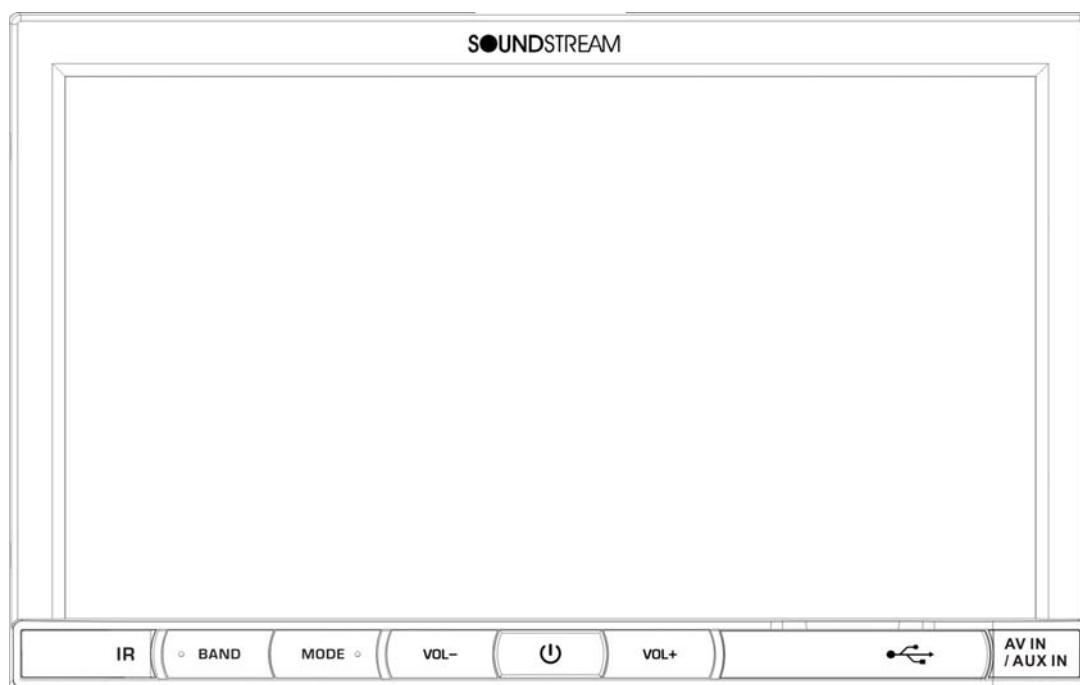 SOUNDSTREAM
IR BAND MODE VOL– VOL+ AV IN
/ AUX IN